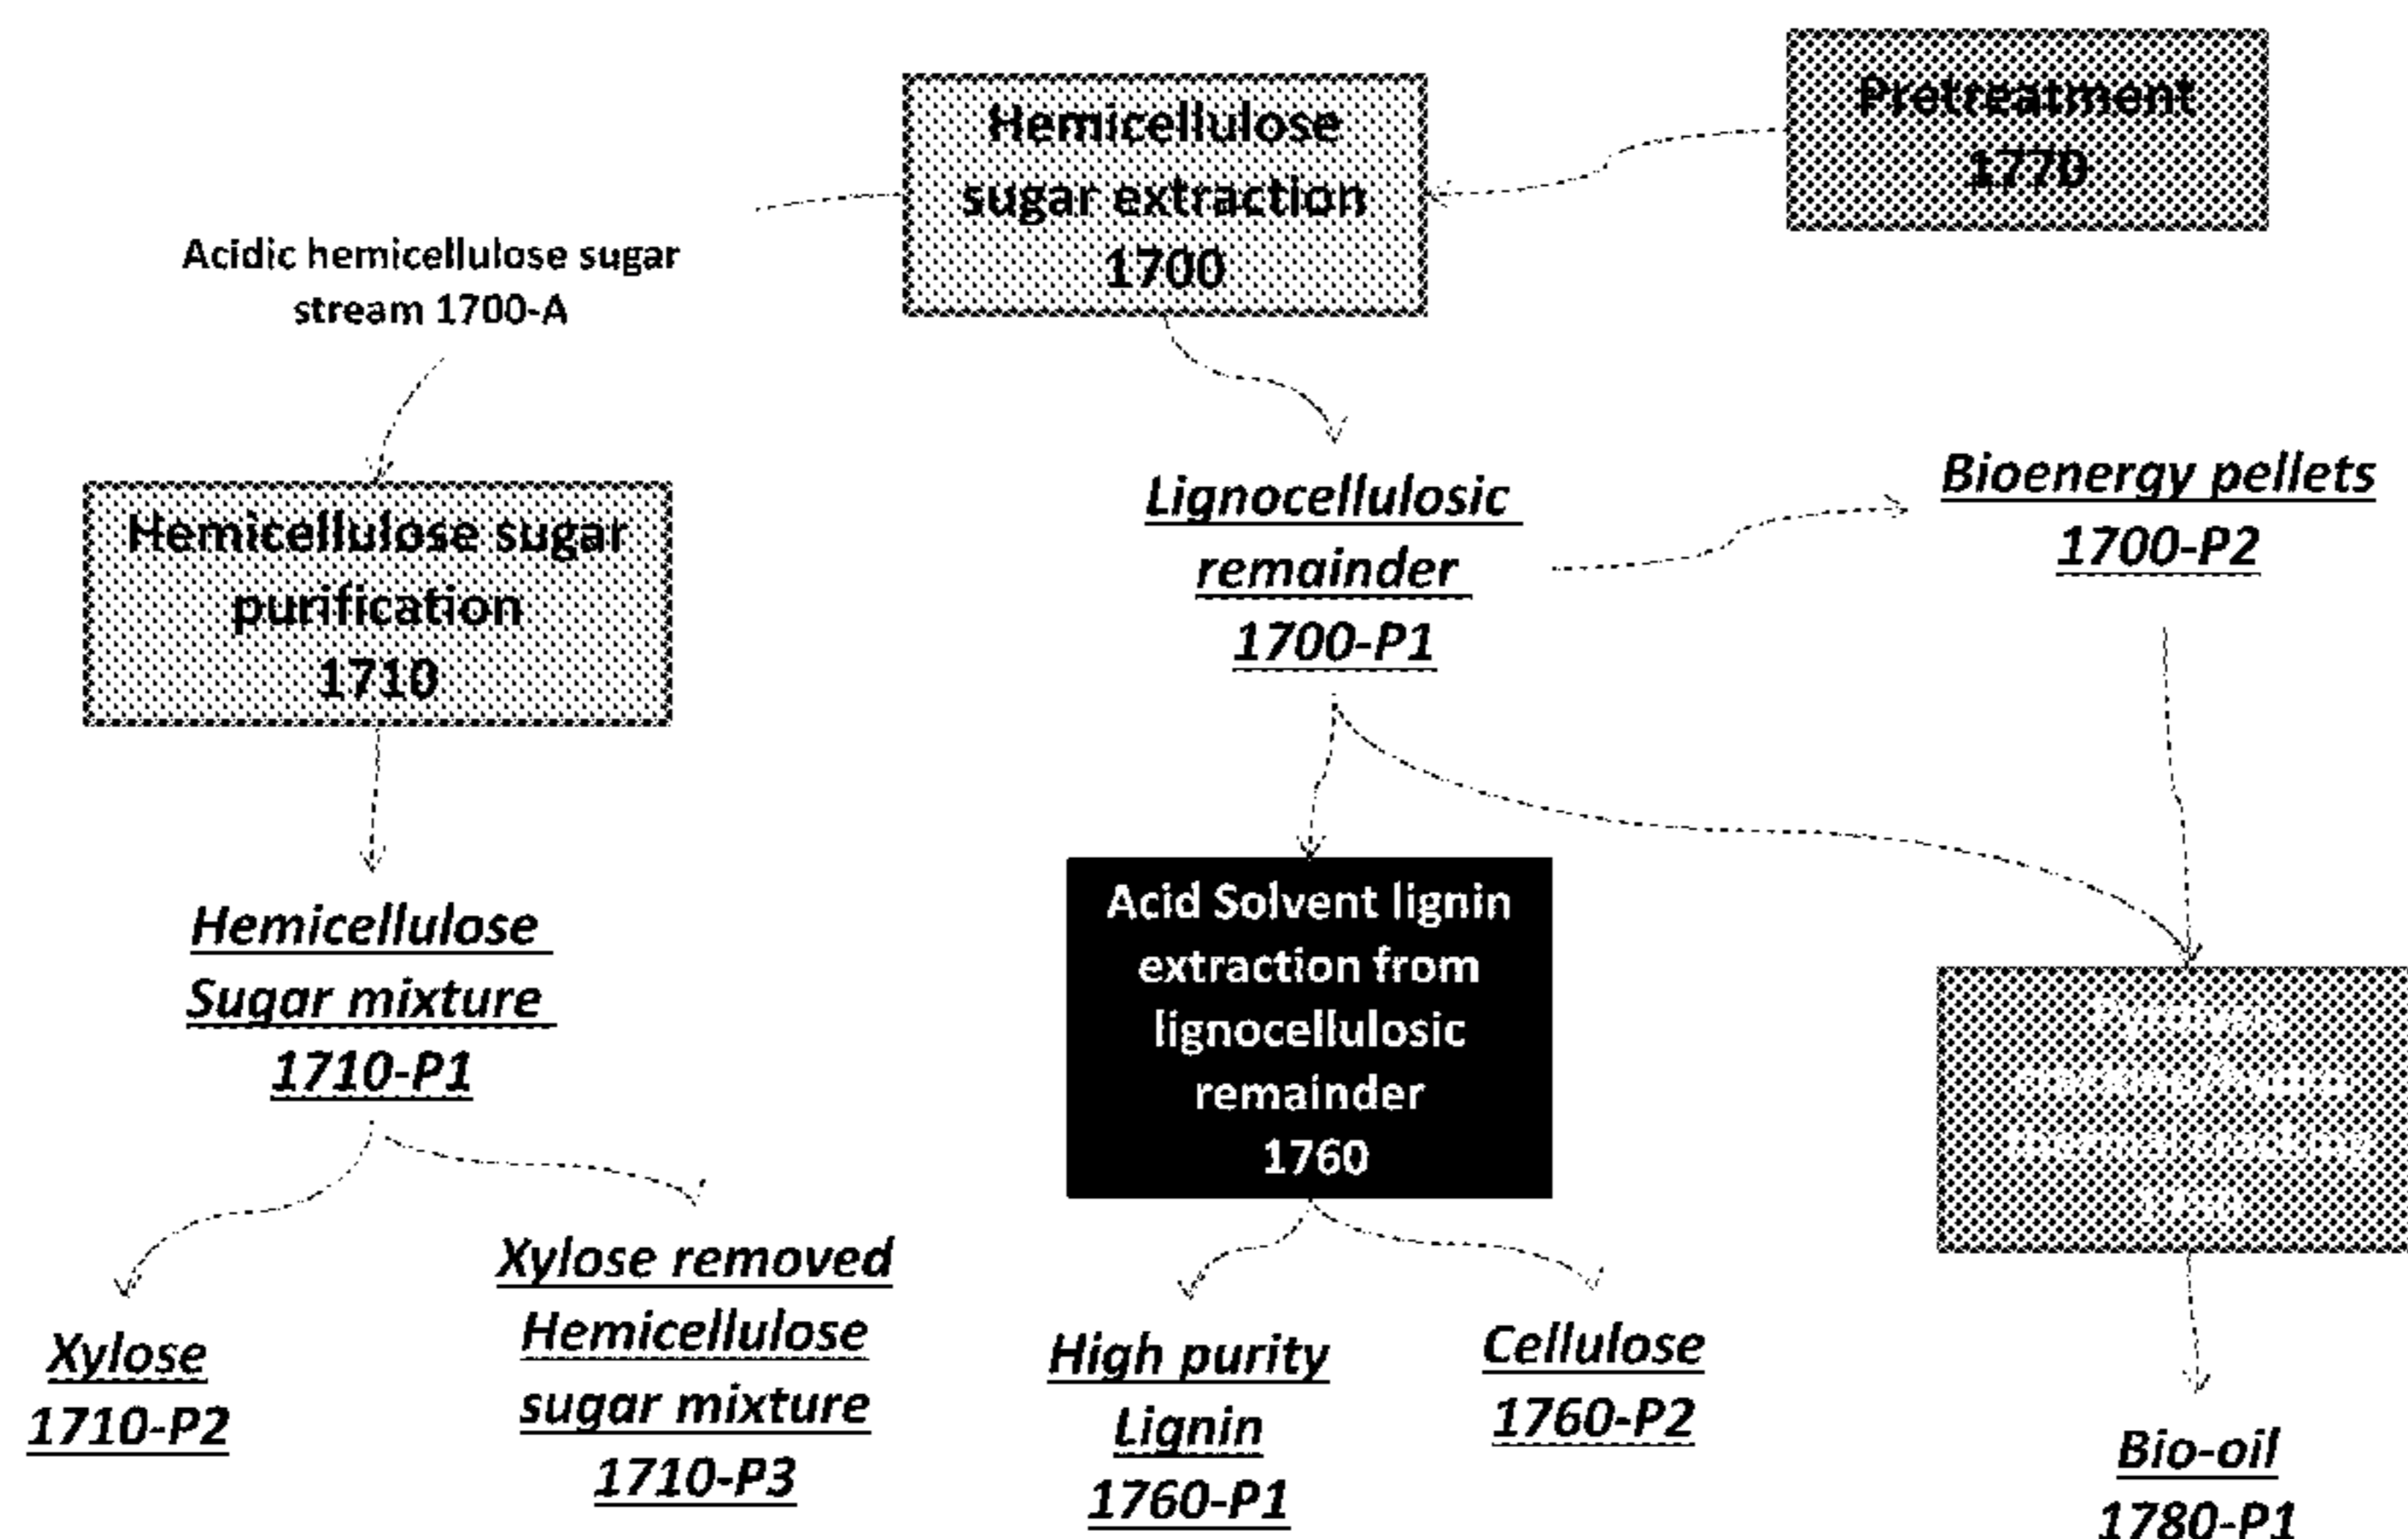 Pretreatment
1770
Hemicellulose
sugar extraction
1700
Acidic hemicellulose sugar
stream 1700-A
Lignocellulosic
remainder
1700-P1
Bioenergy pellets
1700-P2
Hemicellulose sugar
purification
1710
Hemicellulose
Sugar mixture
1710-P1
Acid Solvent lignin
extraction from
lignocellulosic
remainder
1760
Pyrolysis
thermal cracking
Xylose
1710-P2
Xylose removed
Hemicellulose
sugar mixture
1710-P3
High purity
Lignin
1760-P1
Cellulose
1760-P2
Bio-oil
1780-P1